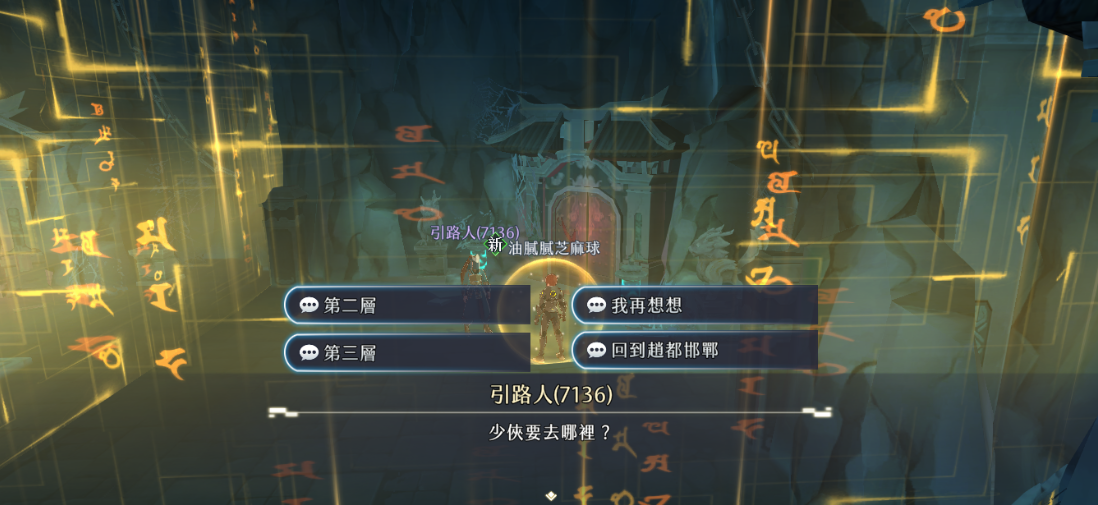 引路人(7136)
新 油膩膩芝麻球
第二層
我再想想
第三層
回到趙都邯鄲
引路人(7136)
少俠要去哪裡？